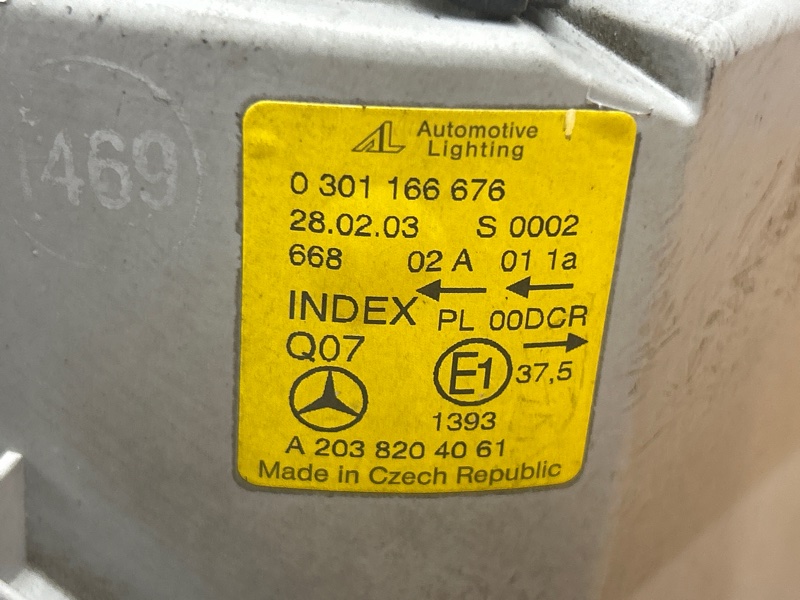 469
AL Automotive
Lighting
0 301 166 676
28.02.03 S 0002
668 02 A 01 1a
INDEX PL 00DCR
Q07 E1 37,5
1393
A 203 820 40 61
Made in Czech Republic